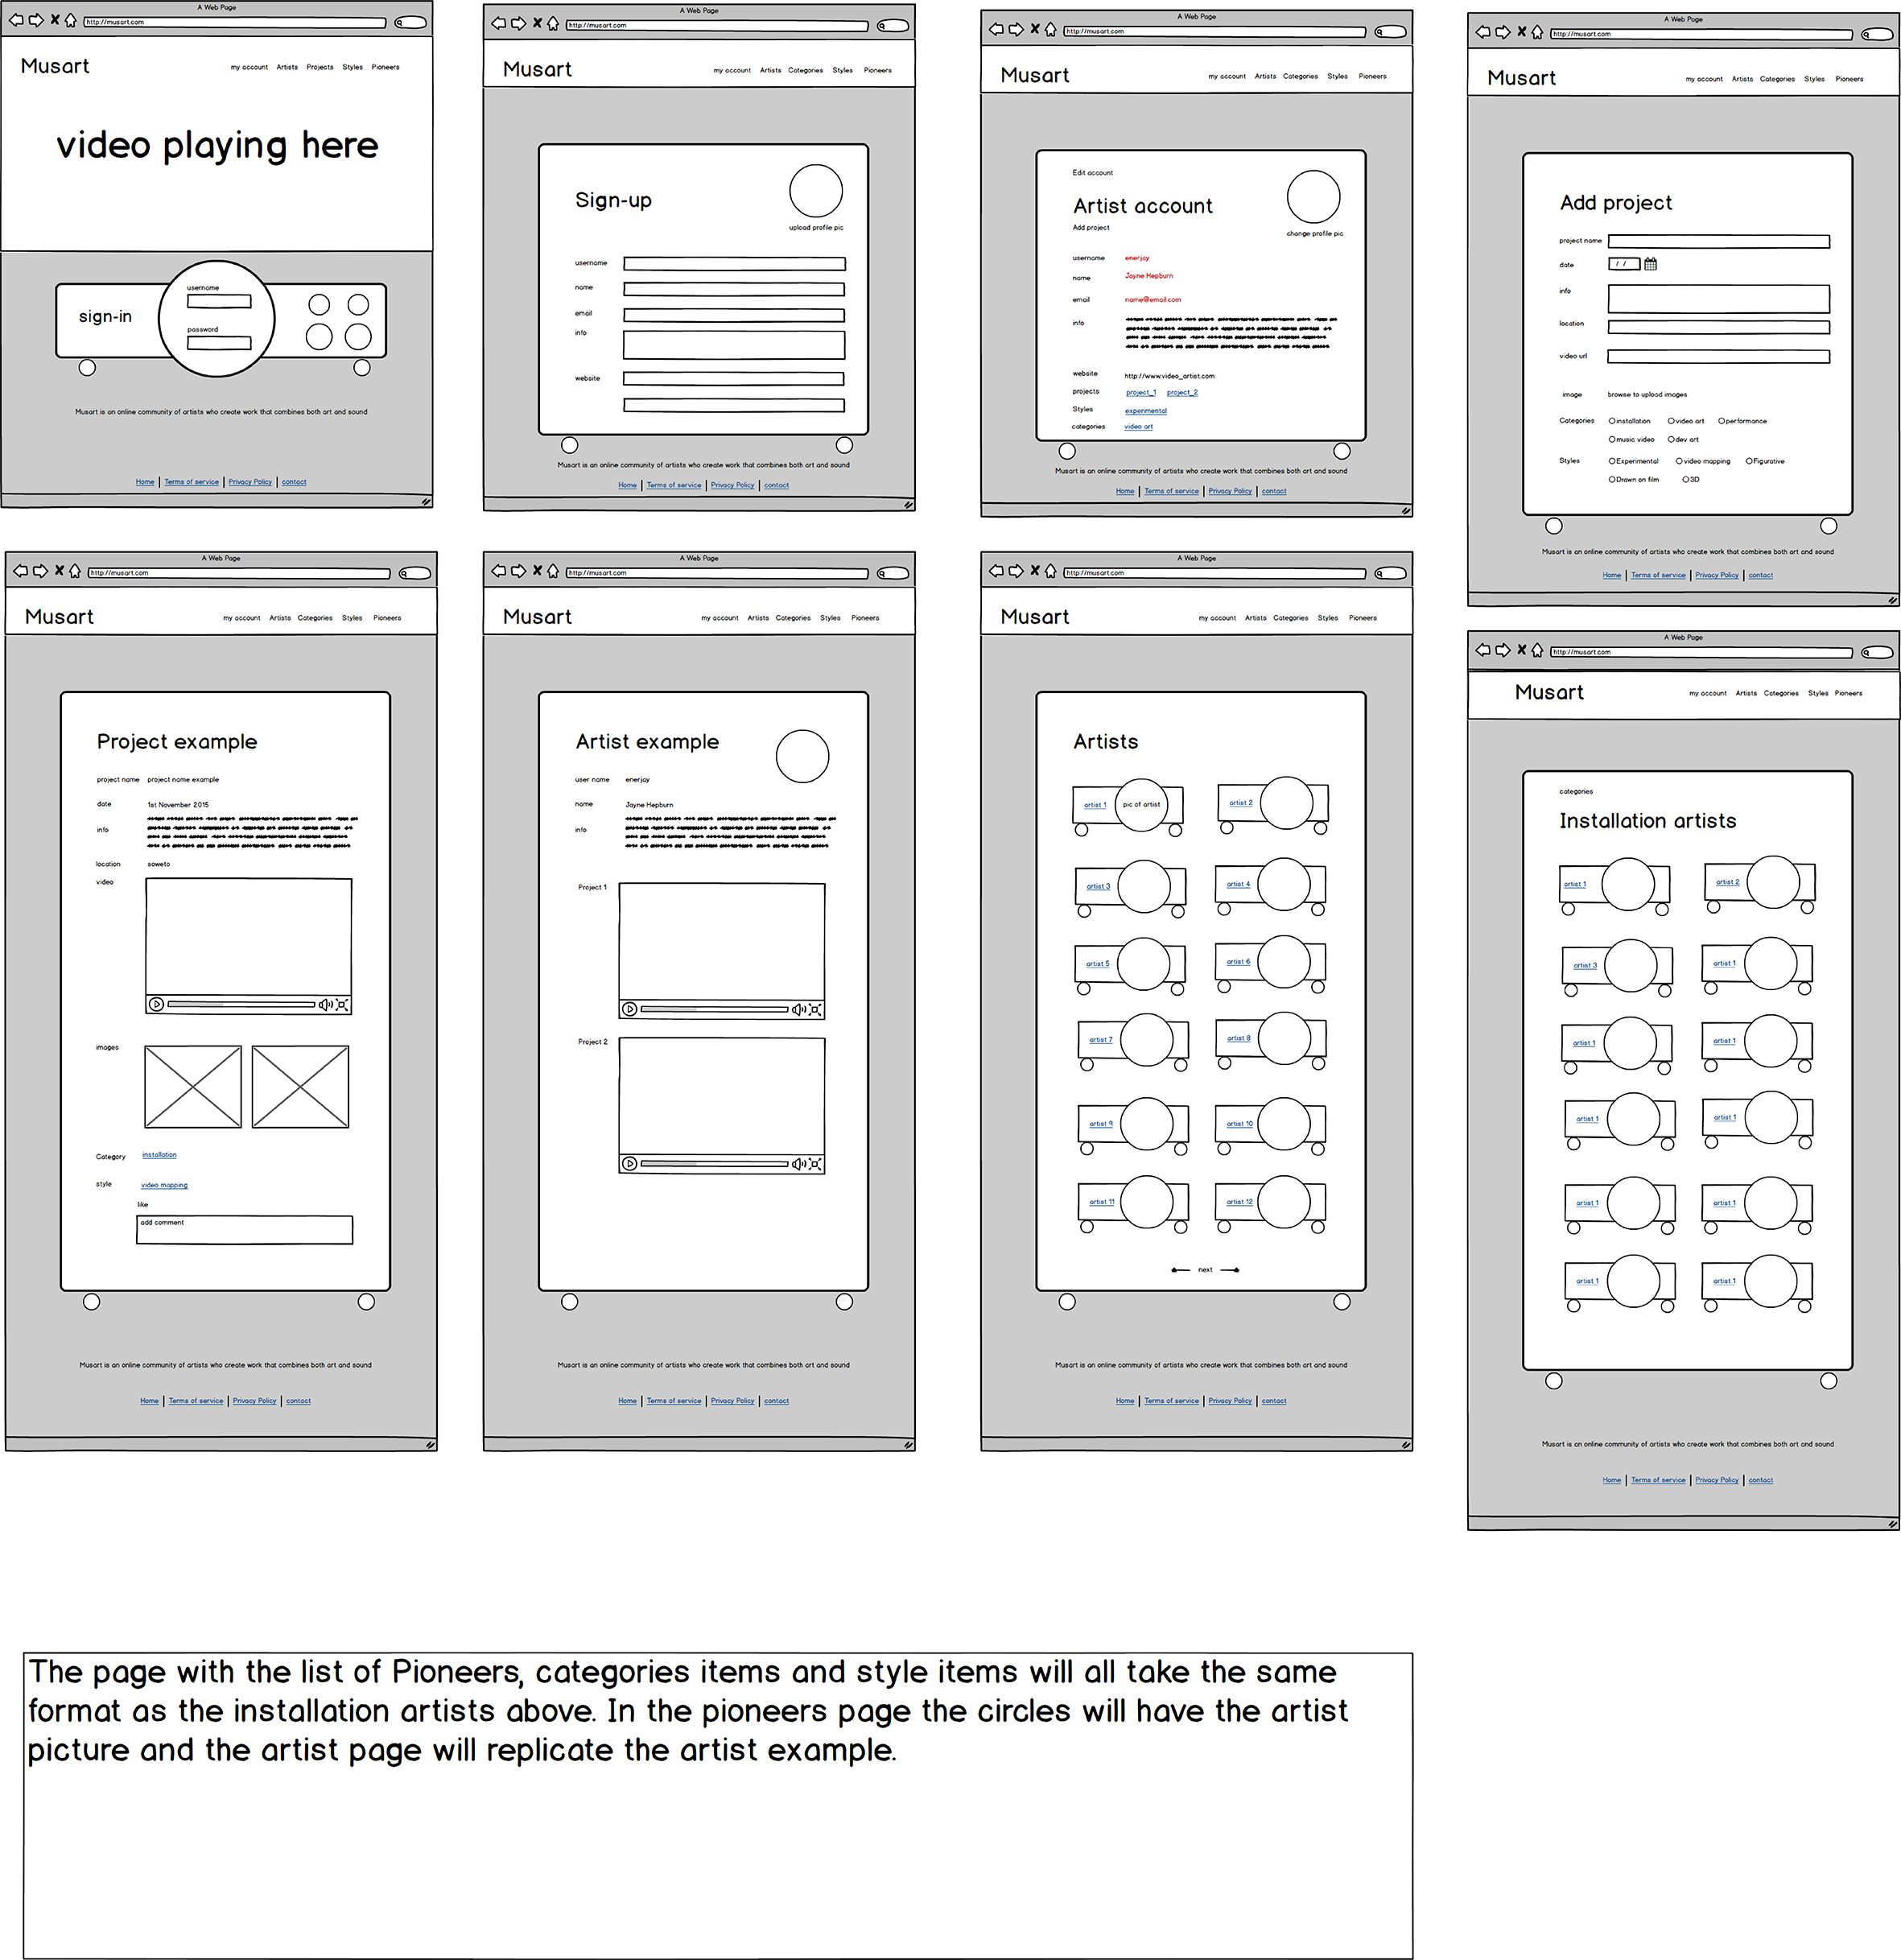 A Web Page
http://musart.com
Musart
my account Artists Projects Styles Pioneers
video playing here
sign-in
username
password
Musart is an online community of artists who create work that combines both art and sound
Home | Terms of service | Privacy Policy | contact
A Web Page
http://musart.com
Musart
my account Artists Categories Styles Pioneers
Sign-up
upload profile pic
username
name
email
info
website
Musart is an online community of artists who create work that combines both art and sound
Home | Terms of service | Privacy Policy | contact
A Web Page
http://musart.com
Musart
my account Artists Categories Styles Pioneers
Edit account
Artist account
Add project
change profile pic
username enerjay
name Jayne Hepburn
email name@email.com
info
website http://www.video_artist.com
projects project_1 project_2
Styles experimental
categories video art
Musart is an online community of artists who create work that combines both art and sound
Home | Terms of service | Privacy Policy | contact
A Web Page
http://musart.com
Musart
my account Artists Categories Styles Pioneers
Add project
project name
date / /
info
location
video url
image browse to upload images
Categories installation video art performance
music video dev art
Styles Experimental video mapping Figurative
Drawn on film 3D
Musart is an online community of artists who create work that combines both art and sound
Home | Terms of service | Privacy Policy | contact
A Web Page
http://musart.com
Musart
my account Artists Categories Styles Pioneers
Project example
project name project name example
date 1st November 2015
info
location soweto
video
images
Category installation
style video mapping
like
add comment
Musart is an online community of artists who create work that combines both art and sound
Home | Terms of service | Privacy Policy | contact
A Web Page
http://musart.com
Musart
my account Artists Categories Styles Pioneers
Artist example
user name enerjay
name Jayne Hepburn
info
Project 1
Project 2
Musart is an online community of artists who create work that combines both art and sound
Home | Terms of service | Privacy Policy | contact
A Web Page
http://musart.com
Musart
my account Artists Categories Styles Pioneers
Artists
artist 1 pic of artist artist 2
artist 3 artist 4
artist 5 artist 6
artist 7 artist 8
artist 9 artist 10
artist 11 artist 12
next
Musart is an online community of artists who create work that combines both art and sound
Home | Terms of service | Privacy Policy | contact
A Web Page
http://musart.com
Musart
my account Artists Categories Styles Pioneers
categories
Installation artists
artist 1 artist 2
artist 3 artist 1
artist 1 artist 1
artist 1 artist 1
artist 1 artist 1
artist 1 artist 1
Musart is an online community of artists who create work that combines both art and sound
Home | Terms of service | Privacy Policy | contact
The page with the list of Pioneers, categories items and style items will all take the same
format as the installation artists above. In the pioneers page the circles will have the artist
picture and the artist page will replicate the artist example.